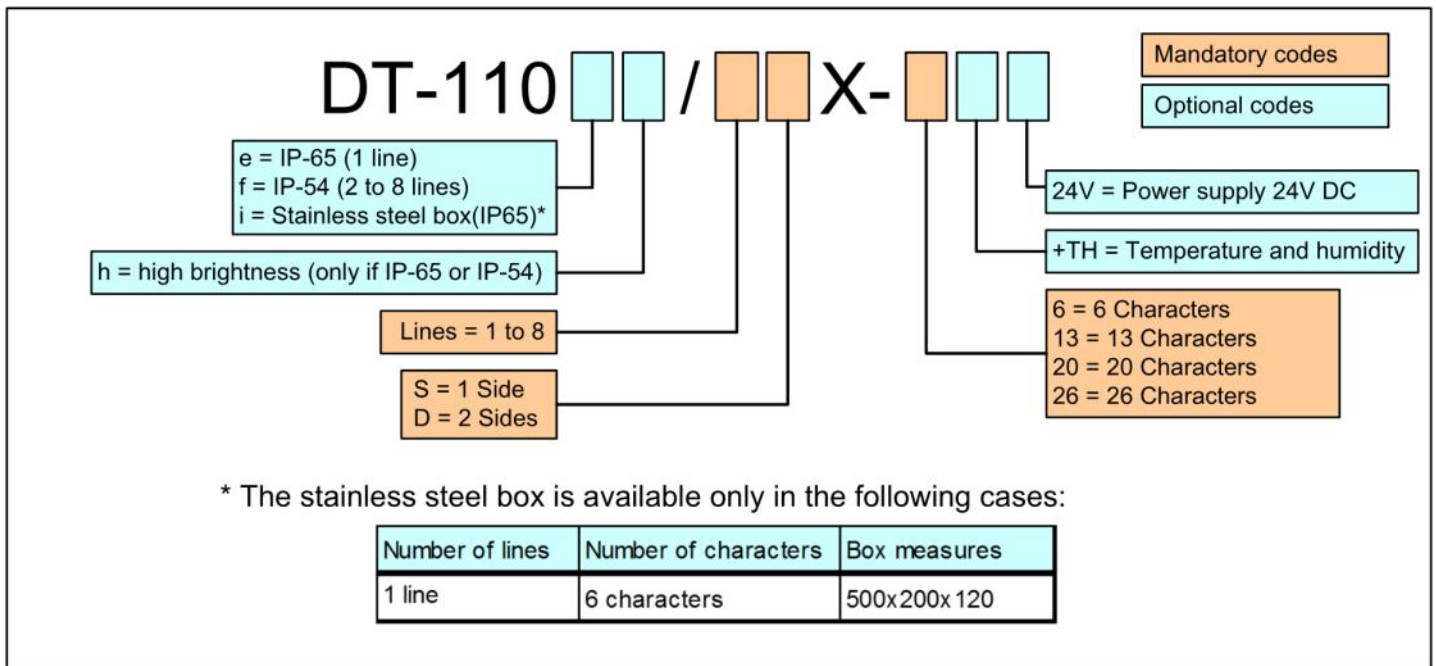 DT-110 / X-
Mandatory codes
Optional codes
e = IP-65 (1 line)
f = IP-54 (2 to 8 lines)
i = Stainless steel box(IP65)*
h = high brightness (only if IP-65 or IP-54)
Lines = 1 to 8
S = 1 Side
D = 2 Sides
24V = Power supply 24V DC
+TH = Temperature and humidity
6 = 6 Characters
13 = 13 Characters
20 = 20 Characters
26 = 26 Characters
* The stainless steel box is available only in the following cases:
Number of lines Number of characters Box measures
1 line 6 characters 500x200x120